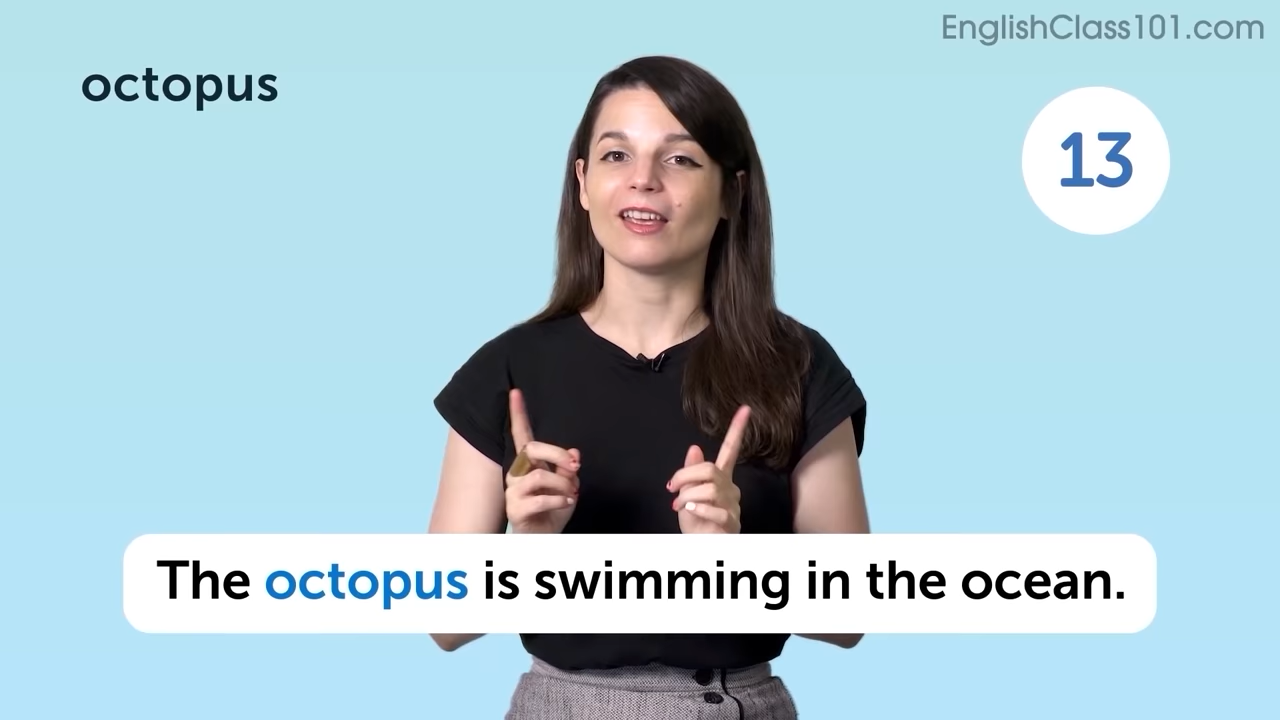 EnglishClass101.com
octopus
13
The octopus is swimming in the ocean.